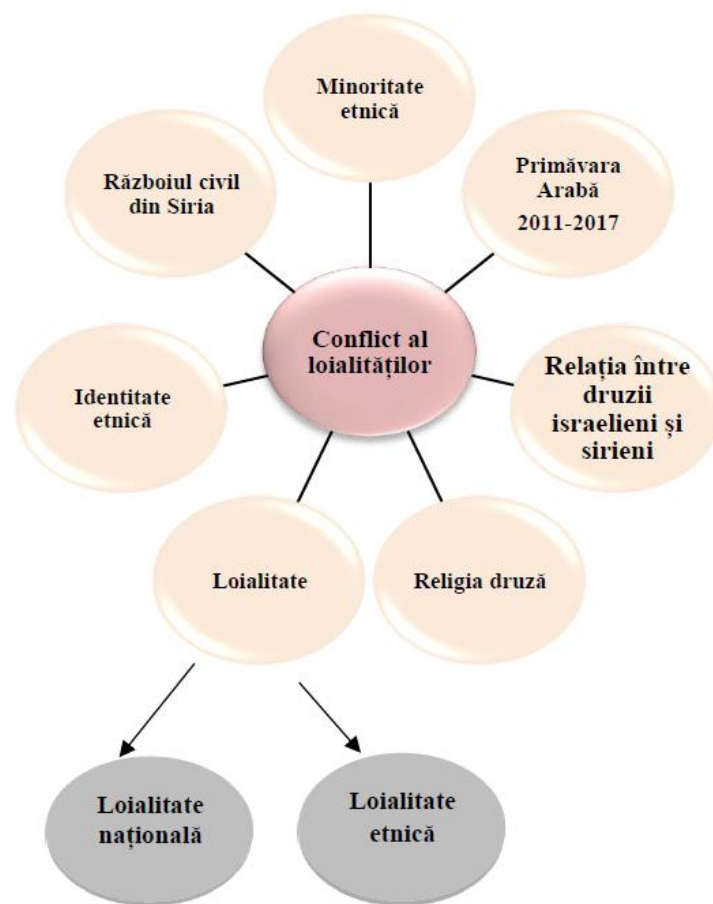 Minoritate
etnică
Războiul civil
din Siria
Primăvara
Arabă
2011-2017
Conflict al
loialităților
Identitate
etnică
Relația între
druzii
israelieni și
sirieni
Loialitate
Religia druză
Loialitate
națională
Loialitate
etnică